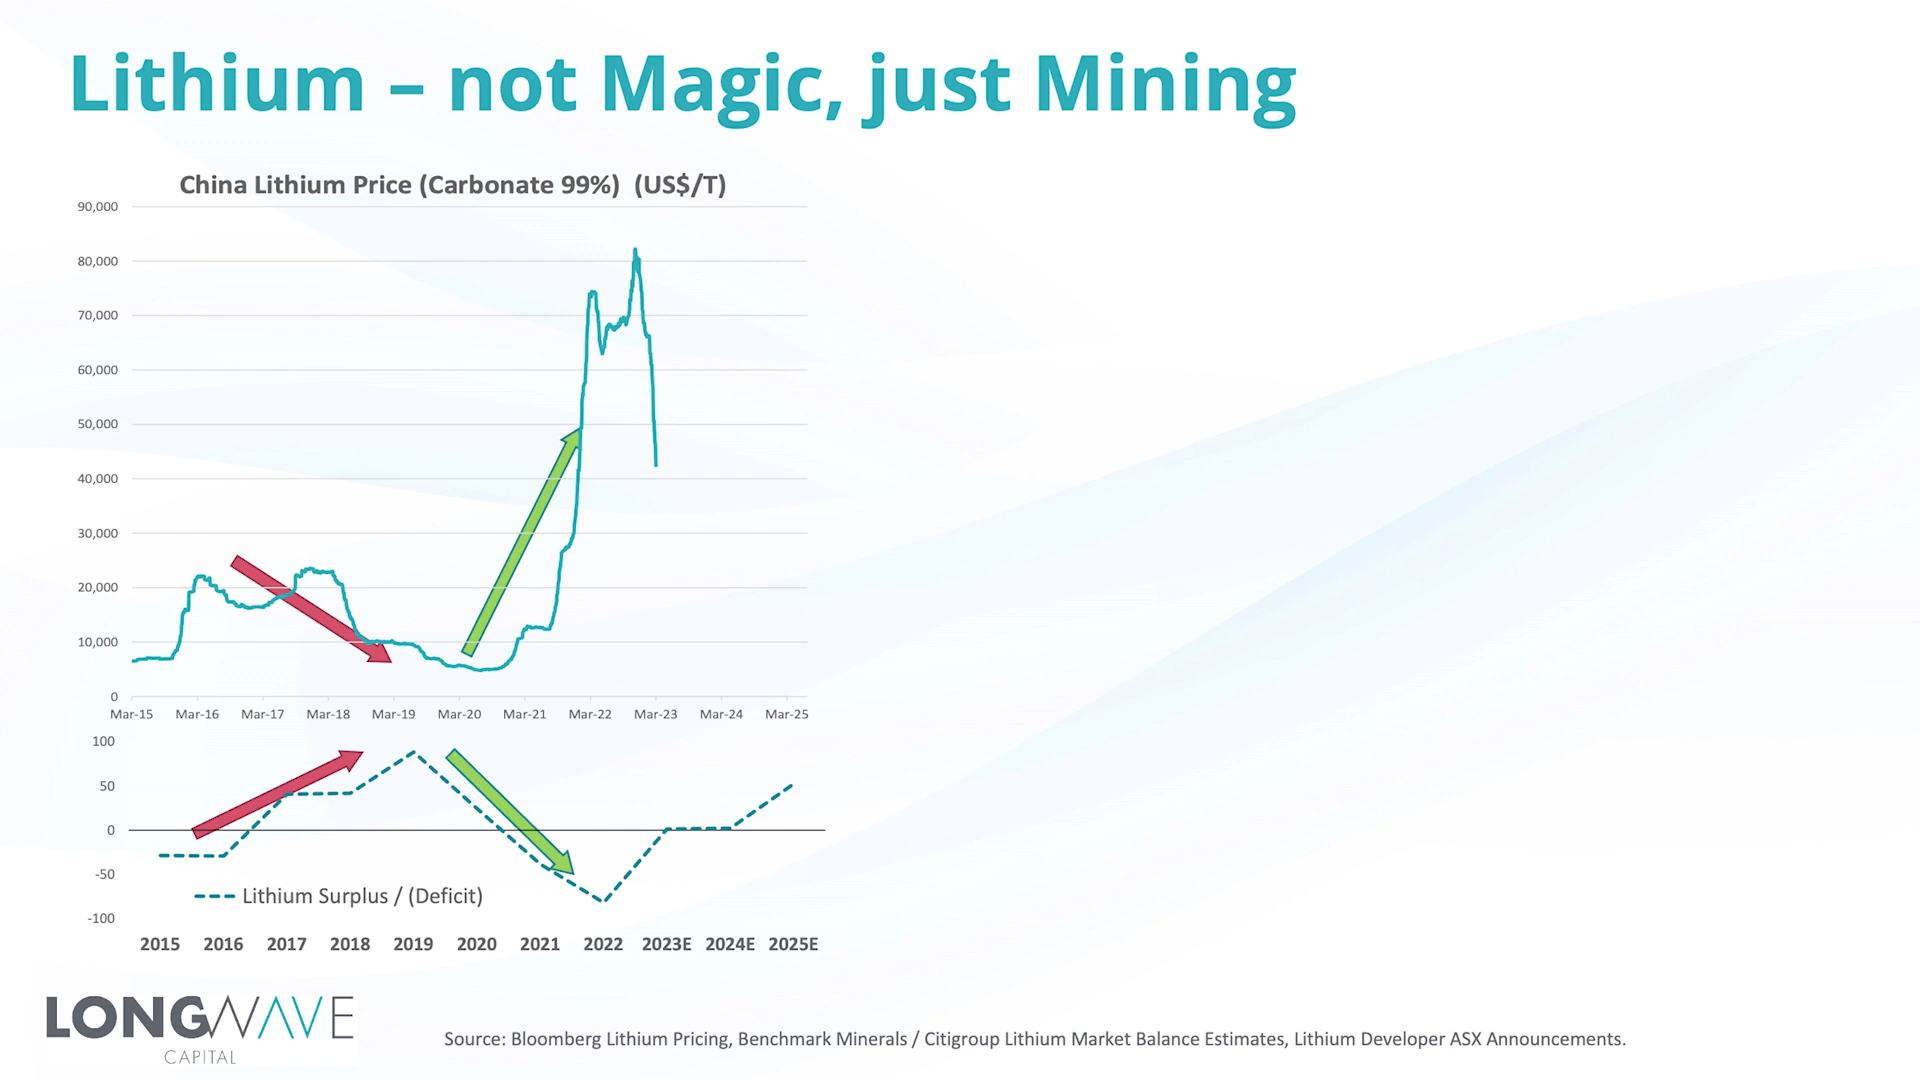 Lithium – not Magic, just Mining
China Lithium Price (Carbonate 99%) (US$/T)
90,000
80,000
70,000
60,000
50,000
40,000
30,000
20,000
10,000
0
Mar-15 Mar-16 Mar-17 Mar-18 Mar-19 Mar-20 Mar-21 Mar-22 Mar-23 Mar-24 Mar-25
100
50
0
-50
-100
Lithium Surplus / (Deficit)
2015 2016 2017 2018 2019 2020 2021 2022 2023E 2024E 2025E
LONGWAVE
CAPITAL
Source: Bloomberg Lithium Pricing, Benchmark Minerals / Citigroup Lithium Market Balance Estimates, Lithium Developer ASX Announcements.